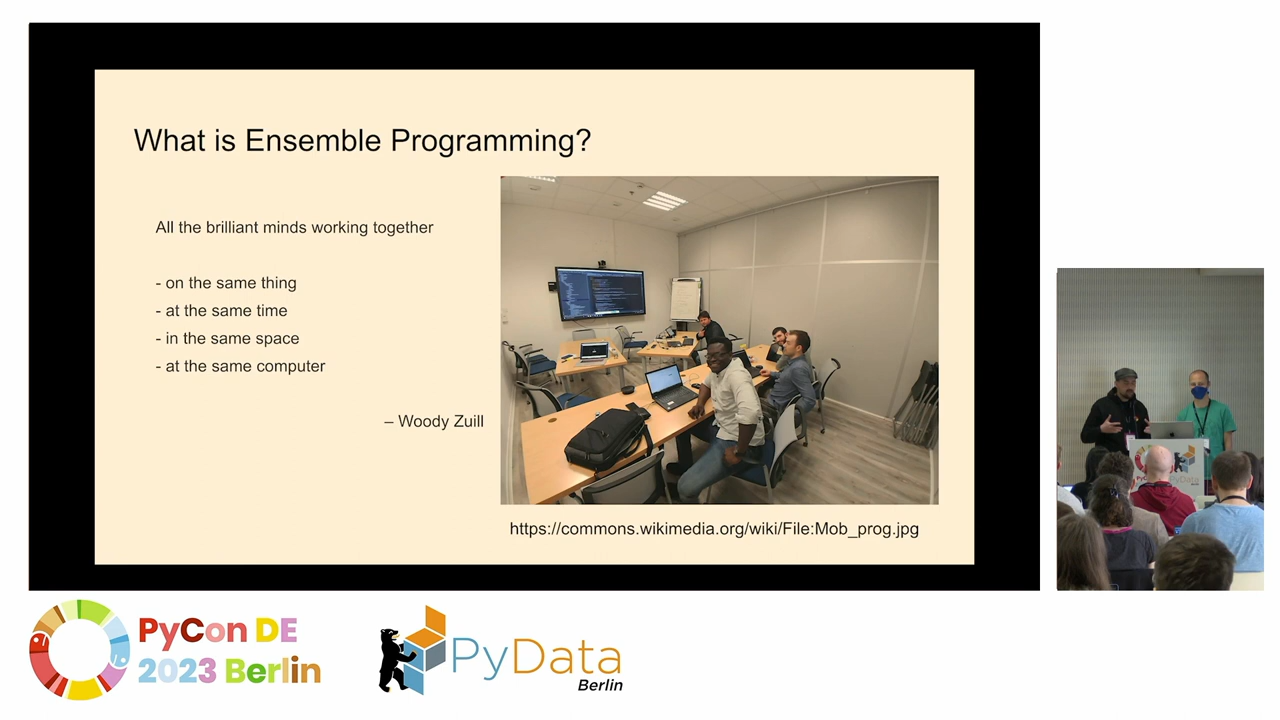 What is Ensemble Programming?
All the brilliant minds working together
- on the same thing
- at the same time
- in the same space
- at the same computer
– Woody Zuill
https://commons.wikimedia.org/wiki/File:Mob_prog.jpg
PyCon DE
2023 Berlin
PyData
Berlin
PyData
Berlin